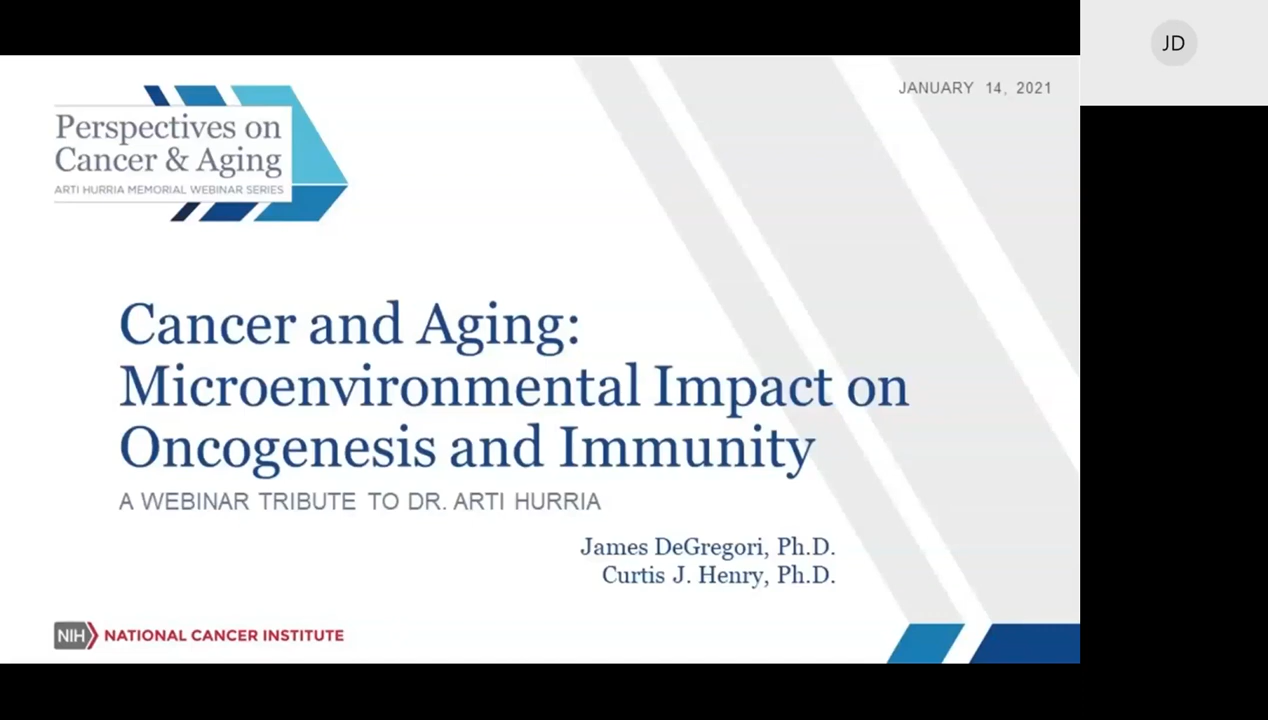 JD
JANUARY 14, 2021
Perspectives on
Cancer & Aging
ARTI HURRIA MEMORIAL WEBINAR SERIES
Cancer and Aging:
Microenvironmental Impact on
Oncogenesis and Immunity
A WEBINAR TRIBUTE TO DR. ARTI HURRIA
James DeGregori, Ph.D.
Curtis J. Henry, Ph.D.
NIH NATIONAL CANCER INSTITUTE